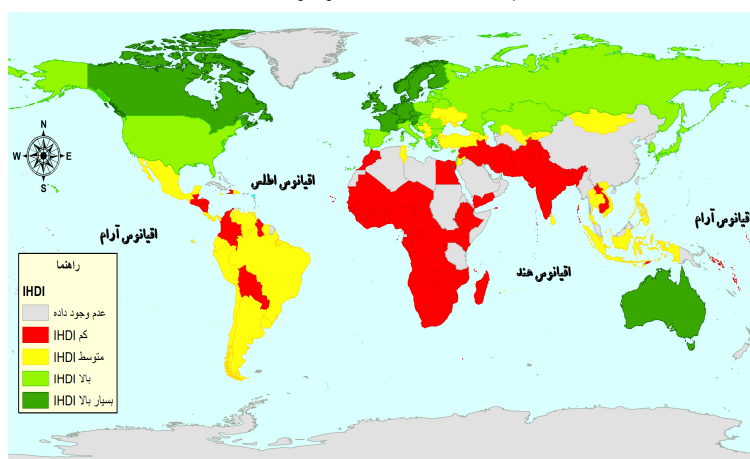 N
W E
S
اقیانوس اطلس
اقیانوس آرام
اقیانوس آرام
اقیانوس هند
راهنما
IHDI
عدم وجود داده
کم IHDI
متوسط IHDI
بالا IHDI
بسیار بالا IHDI